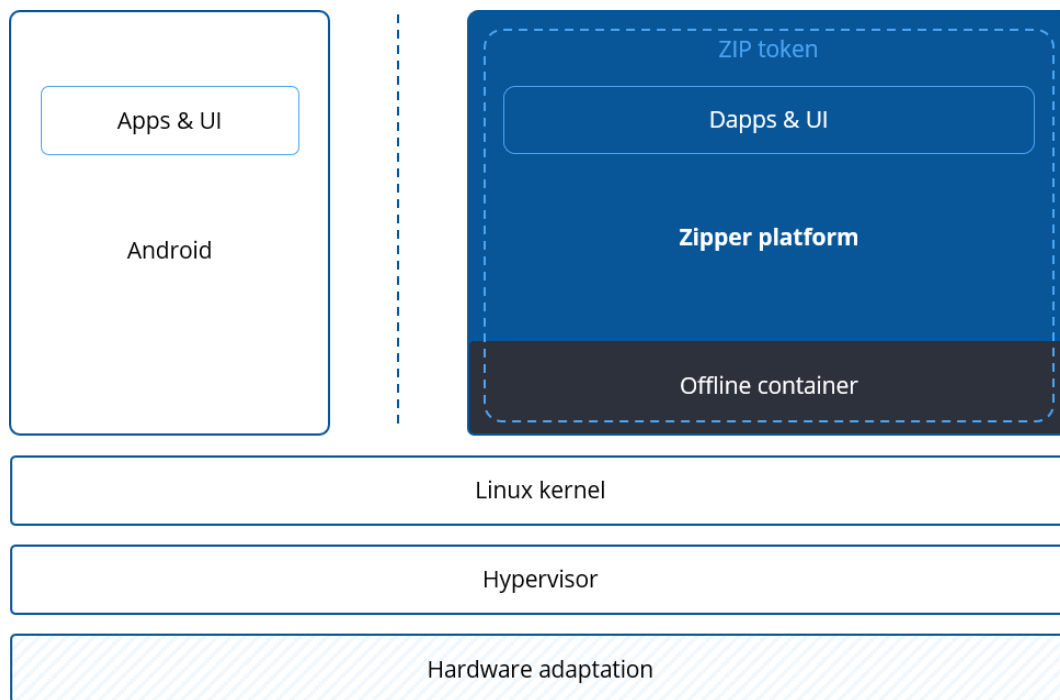 Apps & UI
Android
ZIP token
Dapps & UI
Zipper platform
Offline container
Linux kernel
Hypervisor
Hardware adaptation